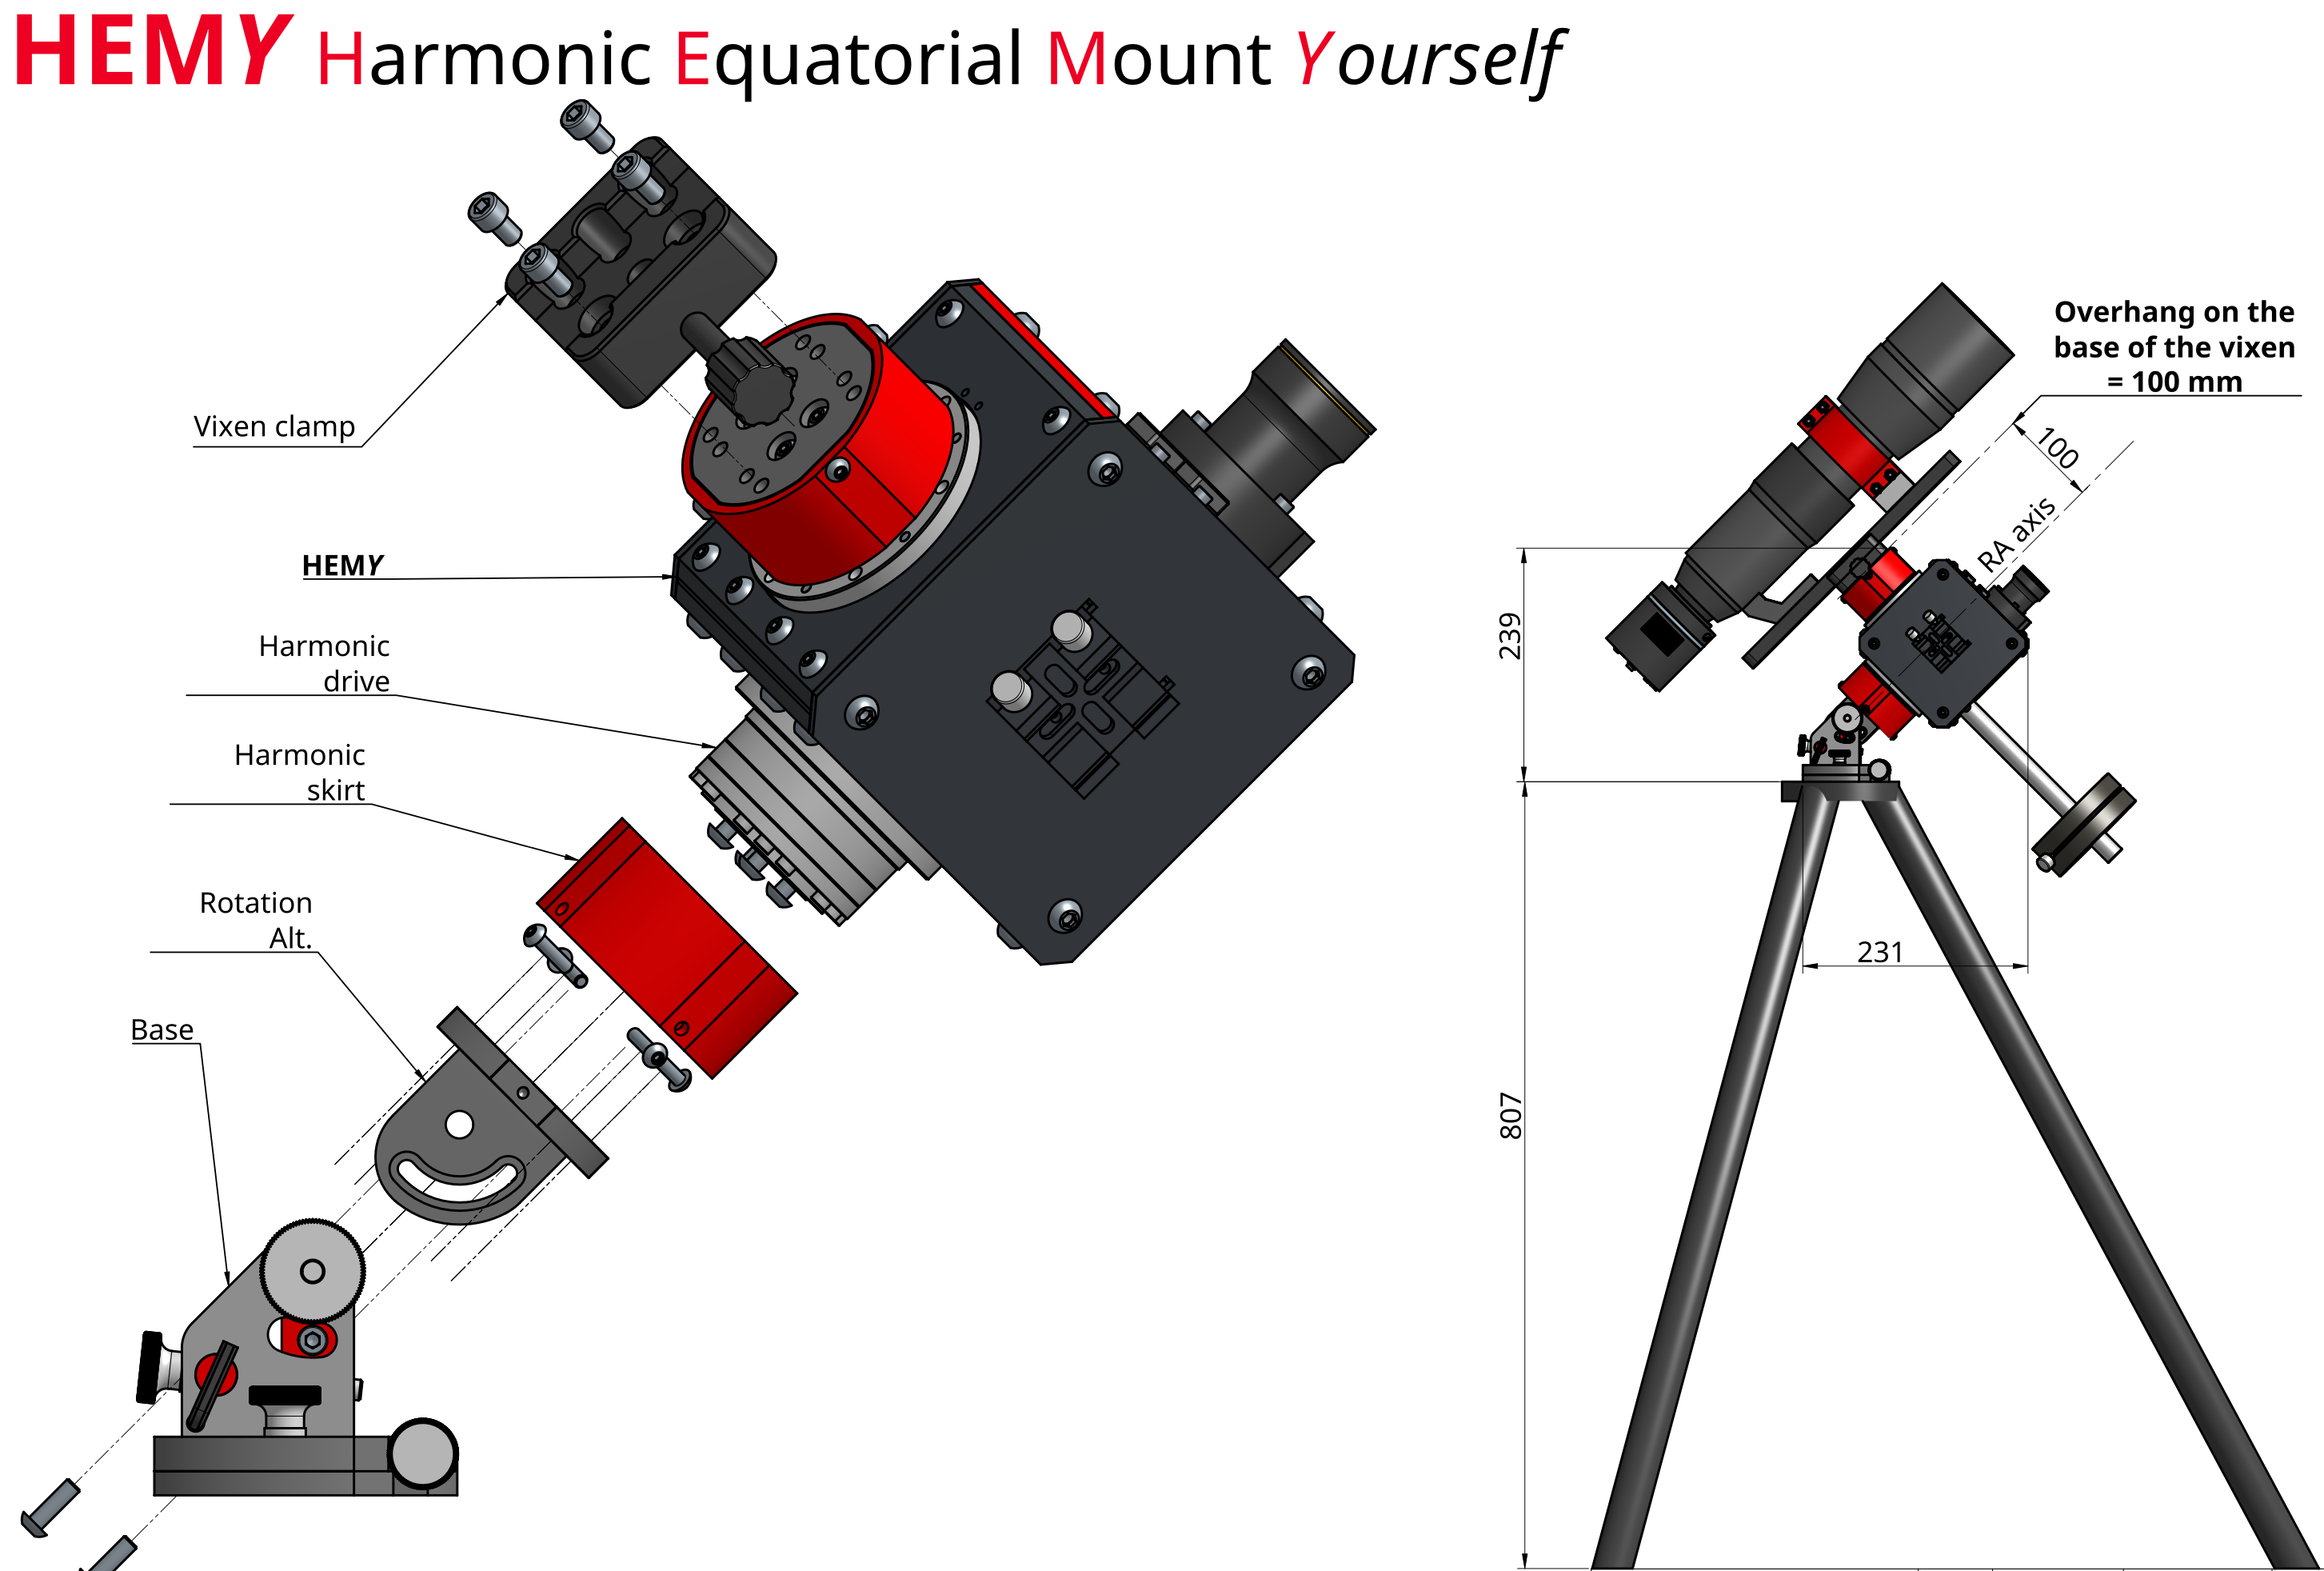 HEMY Harmonic Equatorial Mount Yourself
Vixen clamp
HEMY
Harmonic
drive
Harmonic
skirt
Rotation
Alt.
Base
Overhang on the
base of the vixen
= 100 mm
100
RA axis
239
231
807